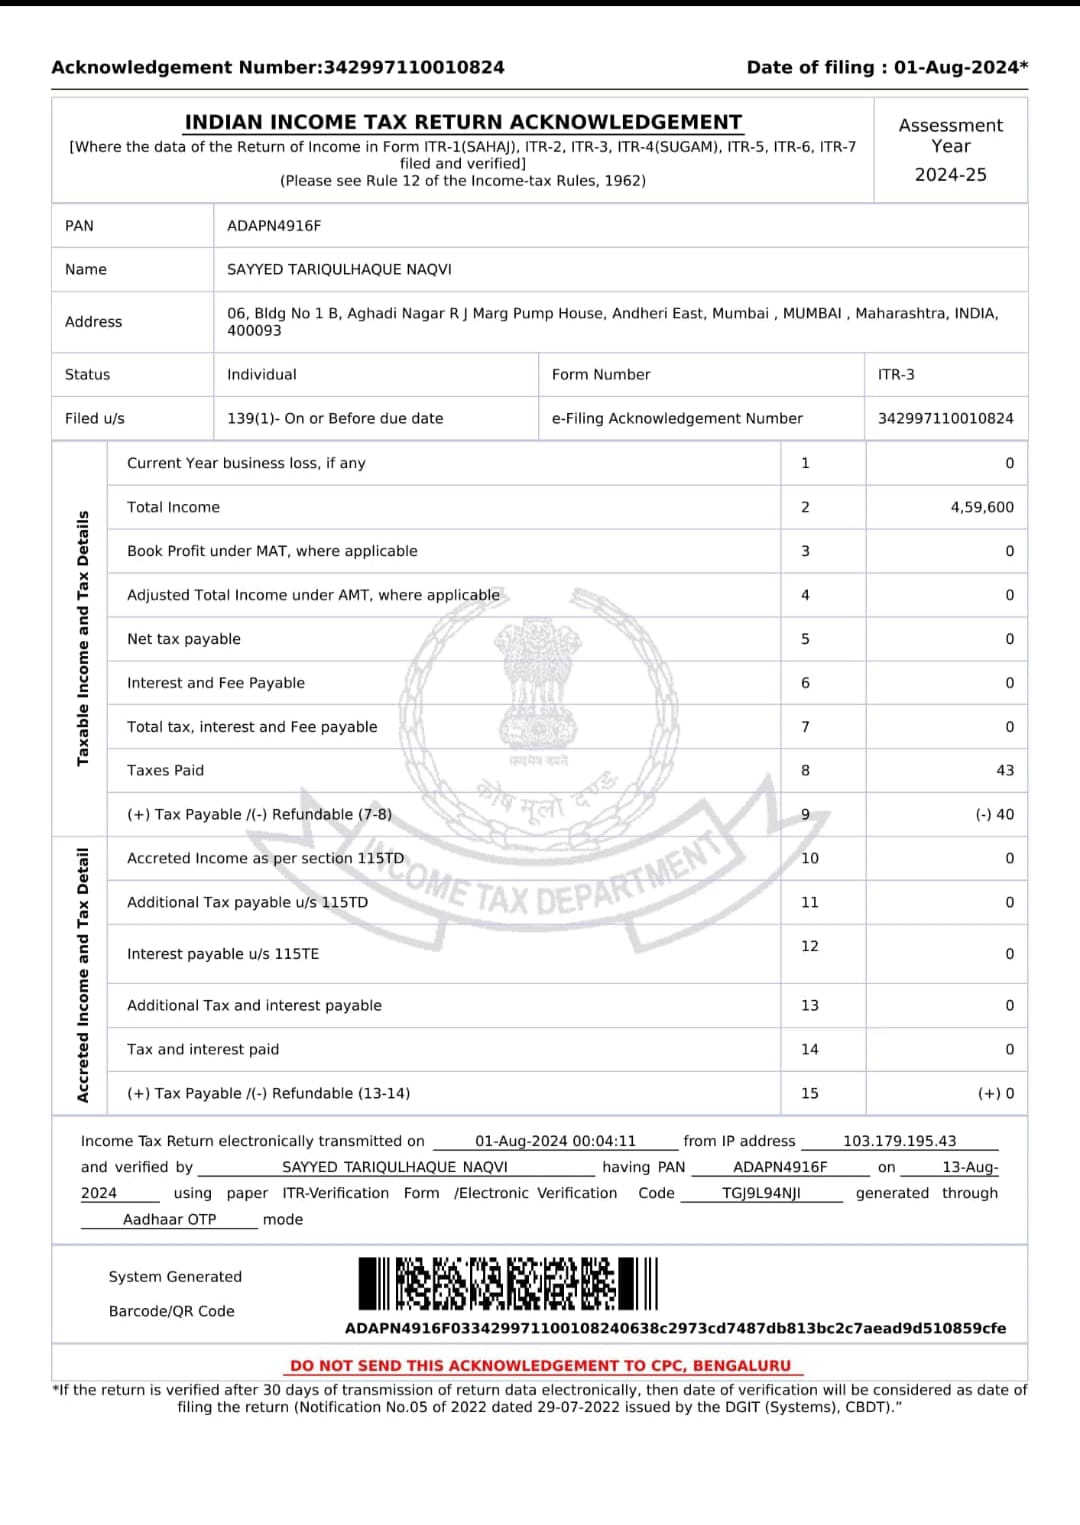 Acknowledgement Number:342997110010824 Date of filing : 01-Aug-2024*
INDIAN INCOME TAX RETURN ACKNOWLEDGEMENT
[Where the data of the Return of Income in Form ITR-1(SAHAJ), ITR-2, ITR-3, ITR-4(SUGAM), ITR-5, ITR-6, ITR-7
filed and verified]
(Please see Rule 12 of the Income-tax Rules, 1962)
Assessment
Year
2024-25
PAN ADAPN4916F
Name SAYYED TARIQULHAQUE NAQVI
Address 06, Bldg No 1 B, Aghadi Nagar R J Marg Pump House, Andheri East, Mumbai , MUMBAI , Maharashtra, INDIA,
400093
Status Individual Form Number ITR-3
Filed u/s 139(1)- On or Before due date e-Filing Acknowledgement Number 342997110010824
Taxable Income and Tax Details
Current Year business loss, if any 1 0
Total Income 2 4,59,600
Book Profit under MAT, where applicable 3 0
Adjusted Total Income under AMT, where applicable 4 0
Net tax payable 5 0
Interest and Fee Payable 6 0
Total tax, interest and Fee payable 7 0
Taxes Paid 8 43
(+) Tax Payable /(-) Refundable (7-8) 9 (-) 40
Accreted Income and Tax Detail
Accreted Income as per section 115TD 10 0
Additional Tax payable u/s 115TD 11 0
Interest payable u/s 115TE 12 0
Additional Tax and interest payable 13 0
Tax and interest paid 14 0
(+) Tax Payable /(-) Refundable (13-14) 15 (+) 0
सत्यमेव जयते
कोष मूलो दण्ड
INCOME TAX DEPARTMENT
Income Tax Return electronically transmitted on 01-Aug-2024 00:04:11 from IP address 103.179.195.43
and verified by SAYYED TARIQULHAQUE NAQVI having PAN ADAPN4916F on 13-Aug-
2024 using paper ITR-Verification Form /Electronic Verification Code TGJ9L94NJI generated through
Aadhaar OTP mode
System Generated
Barcode/QR Code
ADAPN4916F033429971100108240638c2973cd7487db813bc2c7aead9d510859cfe
DO NOT SEND THIS ACKNOWLEDGEMENT TO CPC, BENGALURU
*If the return is verified after 30 days of transmission of return data electronically, then date of verification will be considered as date of
filing the return (Notification No.05 of 2022 dated 29-07-2022 issued by the DGIT (Systems), CBDT).”